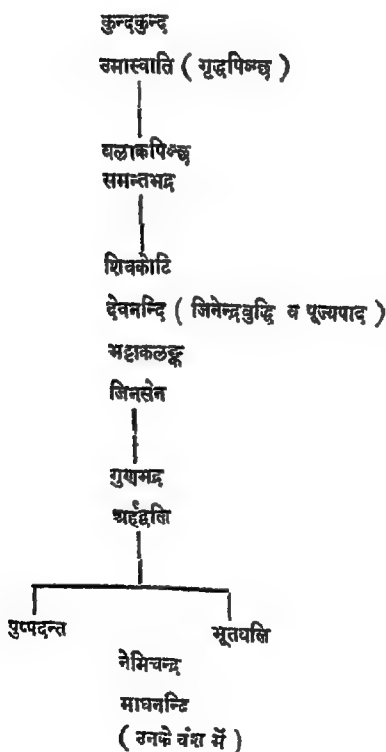 कुन्दकुन्द
उमास्वाति ( गृद्धपिञ्छ )
बलाकपिञ्छ
समन्तभद्र
शिवकोटि
देवनन्दि ( जिनेन्द्रबुद्धि व पूज्यपाद )
भट्टाकलङ्क
जिनसेन
गुणभद्र
अर्हद्बलि
पुष्पदन्त भूतबलि
नेमिचन्द्र
माघनन्दि
( उनके वंश में )